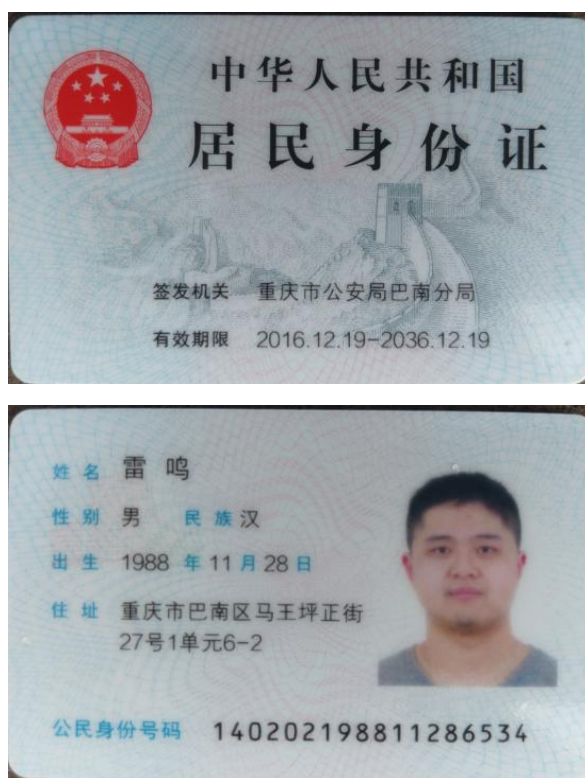 中华人民共和国
居民身份证
签发机关 重庆市公安局巴南分局
有效期限 2016.12.19-2036.12.19
姓名 雷鸣
性别 男 民族 汉
出生 1988 年 11 月 28 日
住址 重庆市巴南区马王坪正街
27号1单元6-2
公民身份号码 140202198811286534